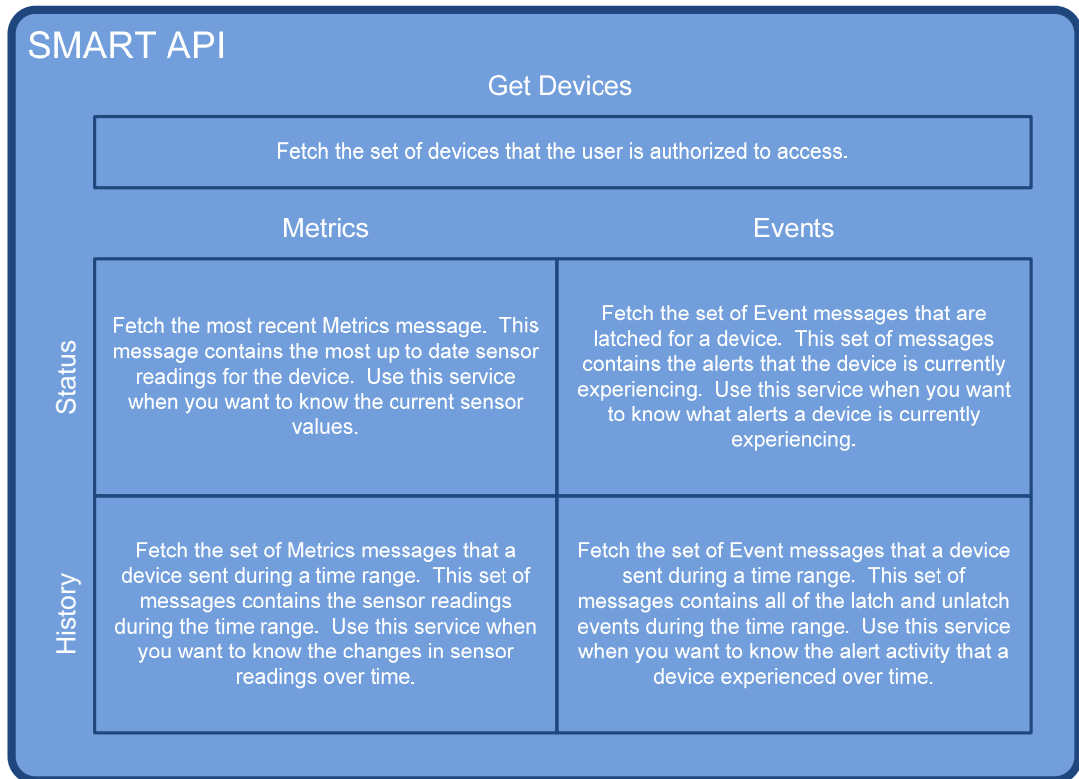 SMART API
Get Devices
Fetch the set of devices that the user is authorized to access.
Metrics
Events
Status
Fetch the most recent Metrics message.  This
message contains the most up to date sensor
readings for the device.  Use this service
when you want to know the current sensor
values.
Fetch the set of Event messages that are
latched for a device.  This set of messages
contains the alerts that the device is currently
experiencing.  Use this service when you want
to know what alerts a device is currently
experiencing.
History
Fetch the set of Metrics messages that a
device sent during a time range.  This set of
messages contains the sensor readings
during the time range.  Use this service when
you want to know the changes in sensor
readings over time.
Fetch the set of Event messages that a device
sent during a time range.  This set of
messages contains all of the latch and unlatch
events during the time range.  Use this service
when you want to know the alert activity that a
device experienced over time.